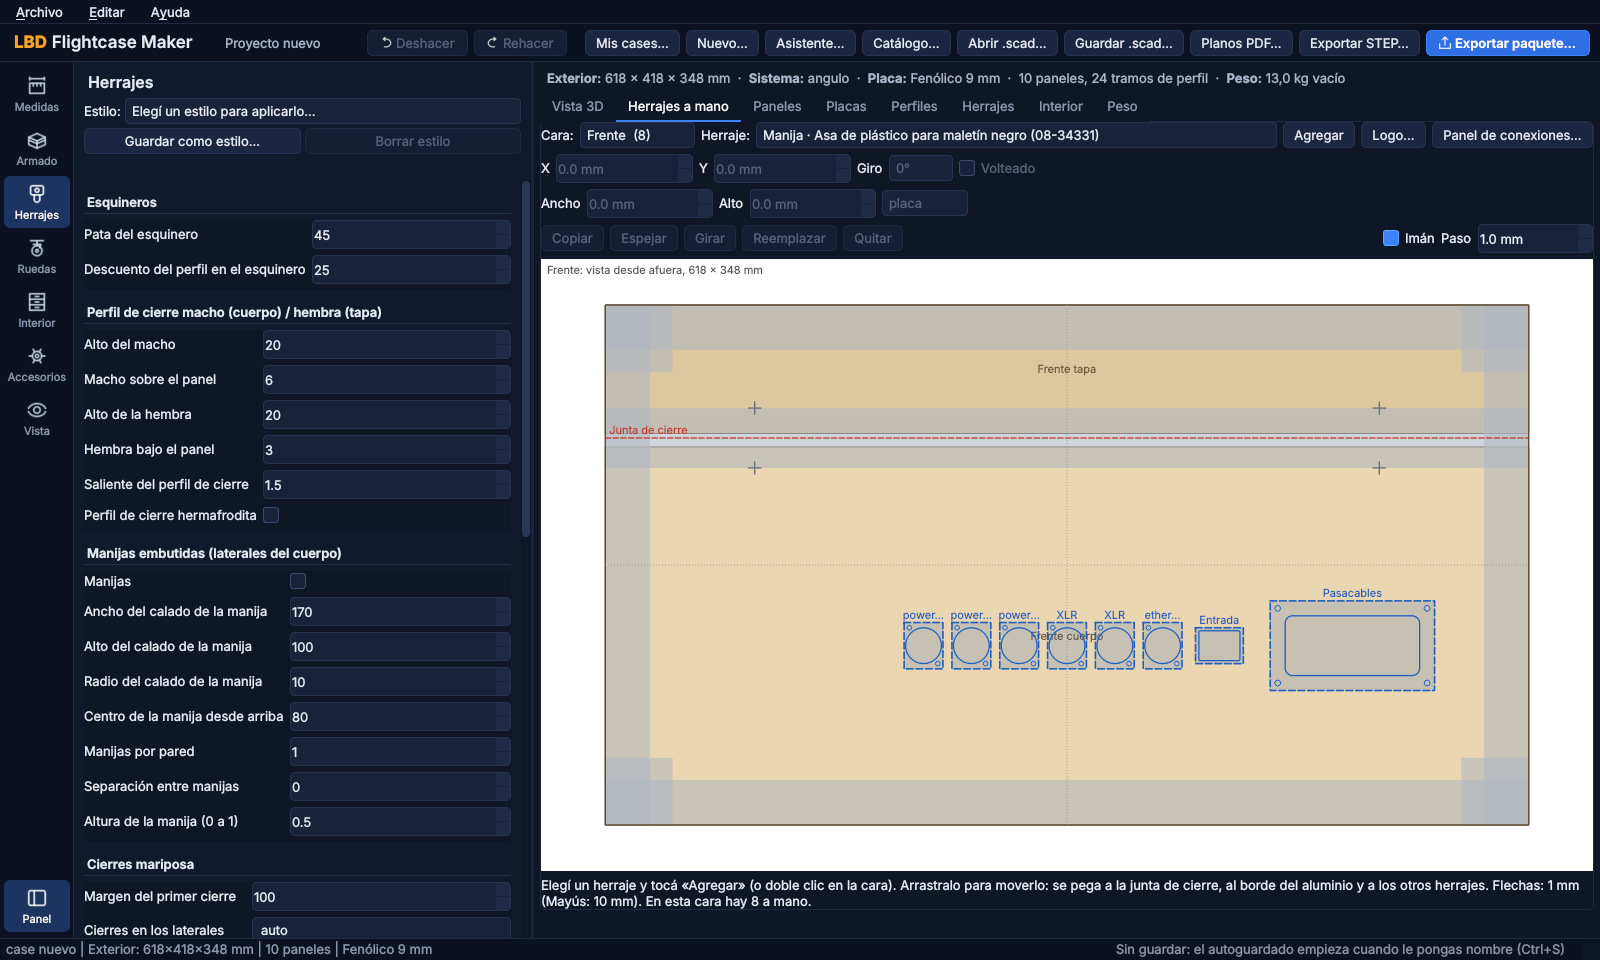 Archivo Editar Ayuda
LBD Flightcase Maker Proyecto nuevo Deshacer Rehacer Mis cases... Nuevo... Asistente... Catálogo... Abrir .scad... Guardar .scad... Planos PDF... Exportar STEP... Exportar paquete...
Medidas
Armado
Herrajes
Ruedas
Interior
Accesorios
Vista
Panel
Herrajes
Estilo: Elegí un estilo para aplicarlo...
Guardar como estilo... Borrar estilo
Esquineros
Pata del esquinero 45
Descuento del perfil en el esquinero 25
Perfil de cierre macho (cuerpo) / hembra (tapa)
Alto del macho 20
Macho sobre el panel 6
Alto de la hembra 20
Hembra bajo el panel 3
Saliente del perfil de cierre 1.5
Perfil de cierre hermafrodita
Manijas embutidas (laterales del cuerpo)
Manijas
Ancho del calado de la manija 170
Alto del calado de la manija 100
Radio del calado de la manija 10
Centro de la manija desde arriba 80
Manijas por pared 1
Separación entre manijas 0
Altura de la manija (0 a 1) 0.5
Cierres mariposa
Margen del primer cierre 100
Cierres en los laterales auto
Exterior: 618 × 418 × 348 mm · Sistema: angulo · Placa: Fenólico 9 mm · 10 paneles, 24 tramos de perfil · Peso: 13,0 kg vacío
Vista 3D Herrajes a mano Paneles Placas Perfiles Herrajes Interior Peso
Cara: Frente (8) Herraje: Manija · Asa de plástico para maletín negro (08-34331) Agregar Logo... Panel de conexiones...
X 0.0 mm Y 0.0 mm Giro 0° Volteado
Ancho 0.0 mm Alto 0.0 mm placa
Copiar Espejar Girar Reemplazar Quitar Imán Paso 1.0 mm
Frente: vista desde afuera, 618 × 348 mm
Frente tapa
Junta de cierre
Pasacables
power... power... power... XLR XLR ether... Entrada
Frente cuerpo
Elegí un herraje y tocá «Agregar» (o doble clic en la cara). Arrastralo para moverlo: se pega a la junta de cierre, al borde del aluminio y a los otros herrajes. Flechas: 1 mm
(Mayús: 10 mm). En esta cara hay 8 a mano.
case nuevo | Exterior: 618×418×348 mm | 10 paneles | Fenólico 9 mm Sin guardar: el autoguardado empieza cuando le pongas nombre (Ctrl+S)